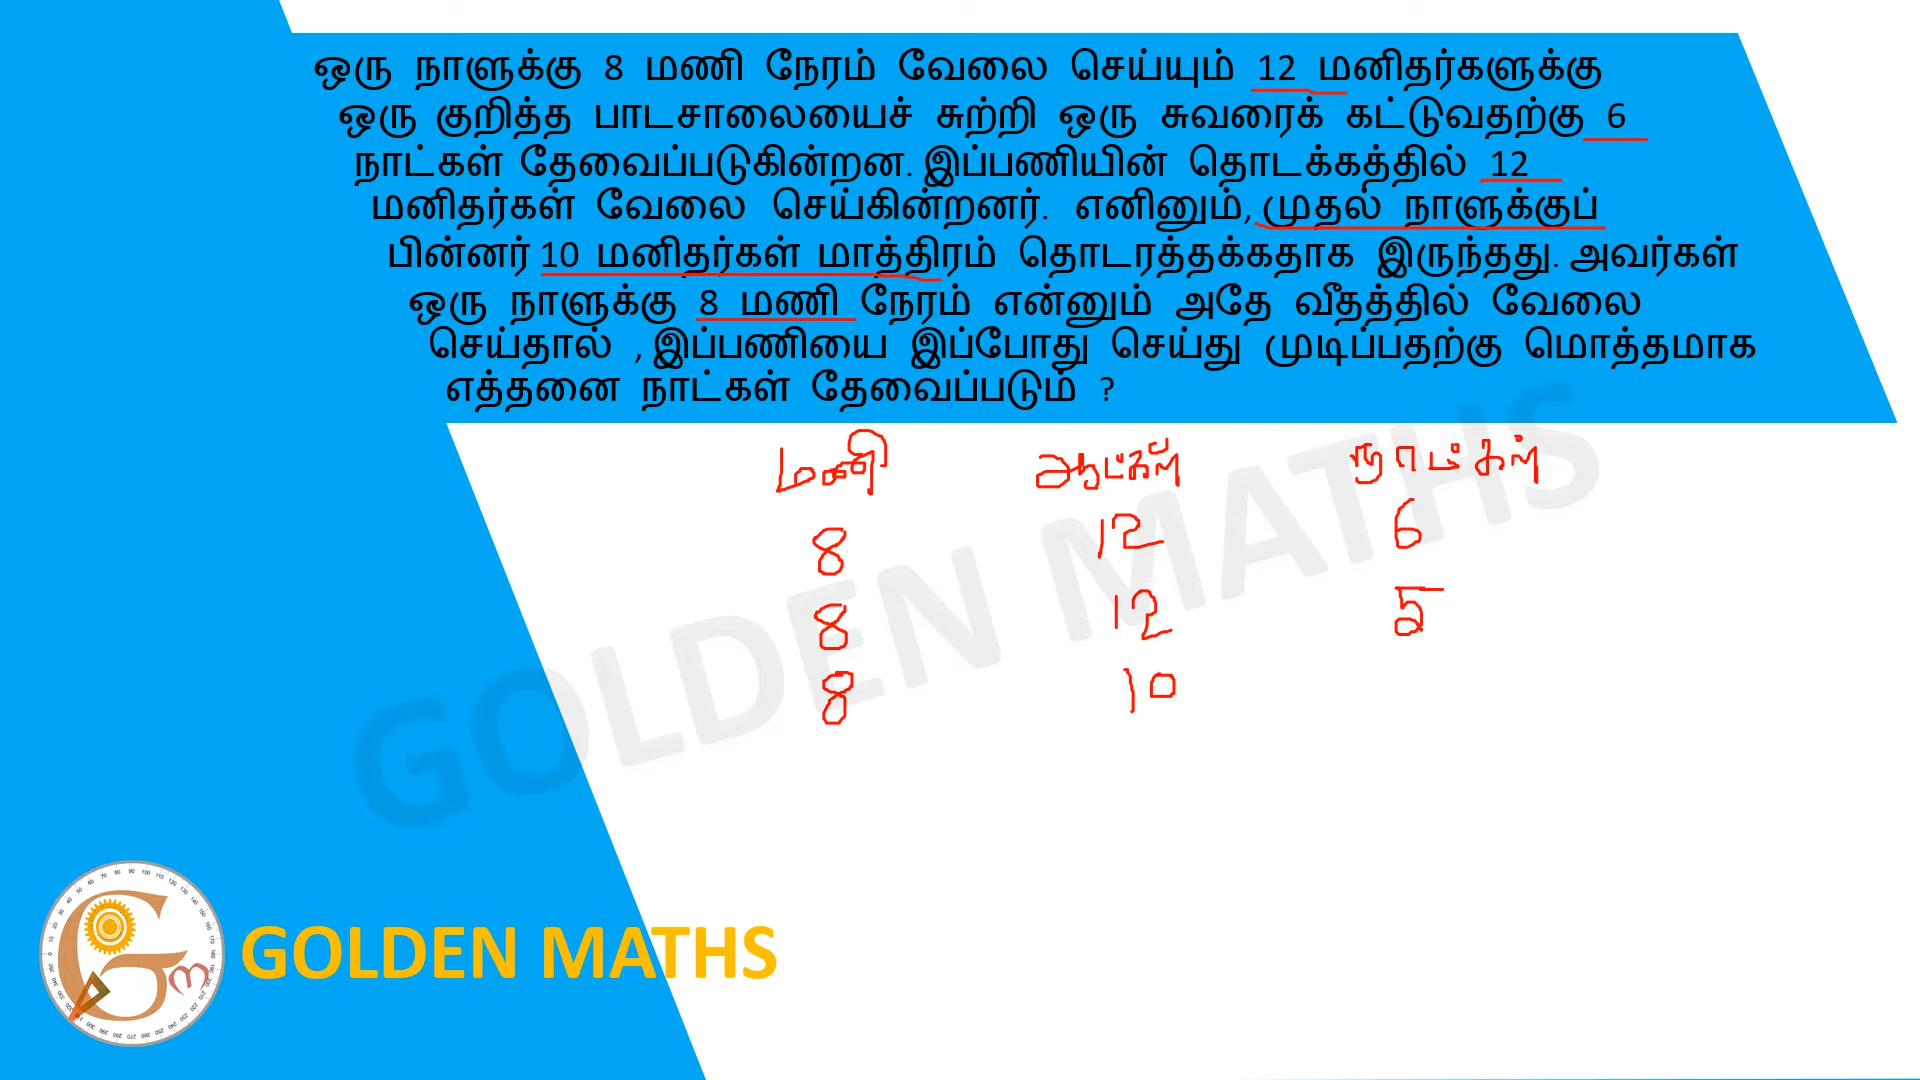 ஒரு நாளுக்கு 8 மணி நேரம் வேலை செய்யும் 12 மனிதர்களுக்கு
ஒரு குறித்த பாடசாலையைச் சுற்றி ஒரு சுவரைக் கட்டுவதற்கு 6
நாட்கள் தேவைப்படுகின்றன. இப்பணியின் தொடக்கத்தில் 12
மனிதர்கள் வேலை செய்கின்றனர். எனினும், முதல் நாளுக்குப்
பின்னர் 10 மனிதர்கள் மாத்திரம் தொடரத்தக்கதாக இருந்தது. அவர்கள்
ஒரு நாளுக்கு 8 மணி நேரம் என்னும் அதே வீதத்தில் வேலை
செய்தால் , இப்பணியை இப்போது செய்து முடிப்பதற்கு மொத்தமாக
எத்தனை நாட்கள் தேவைப்படும் ?
மணி ஆட்கள் நாட்கள்
8 12 6
8 12 5
8 10
GOLDEN MATHS
GOLDEN MATHS